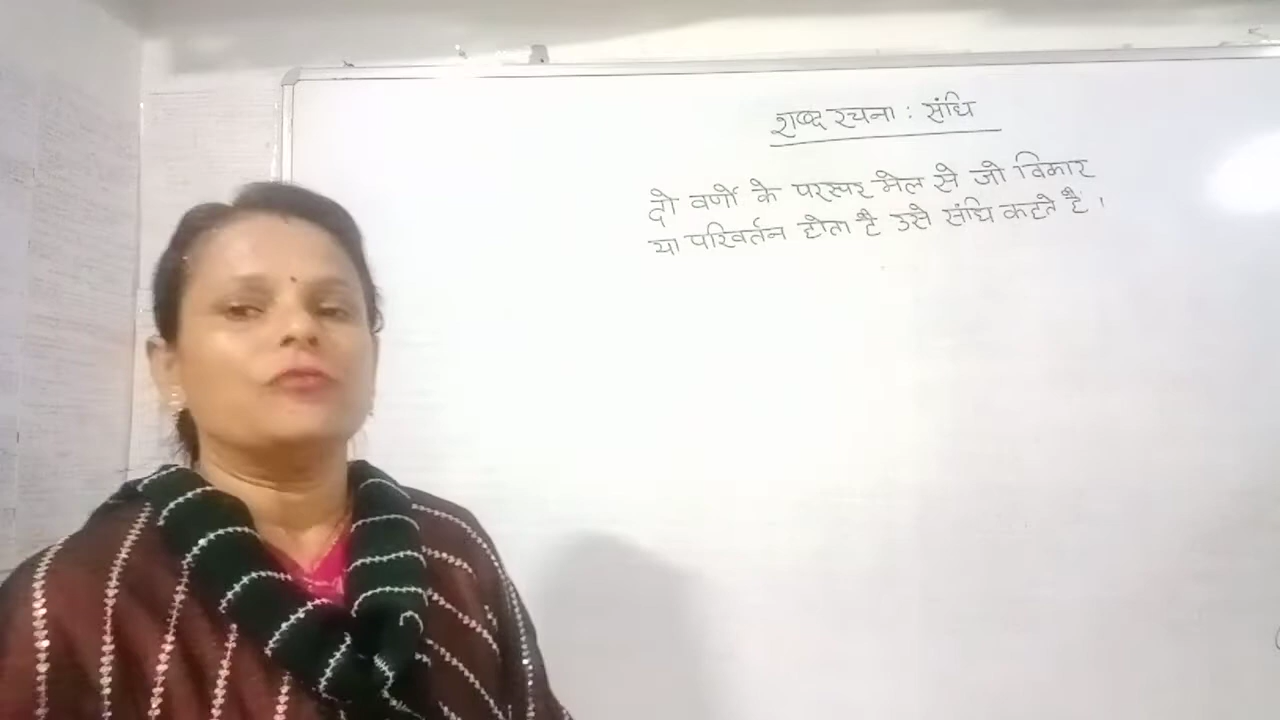 शब्द रचना : संधि
दो वर्णों के परस्पर मेल से जो विकार
या परिवर्तन होता है उसे संधि कहते है ।